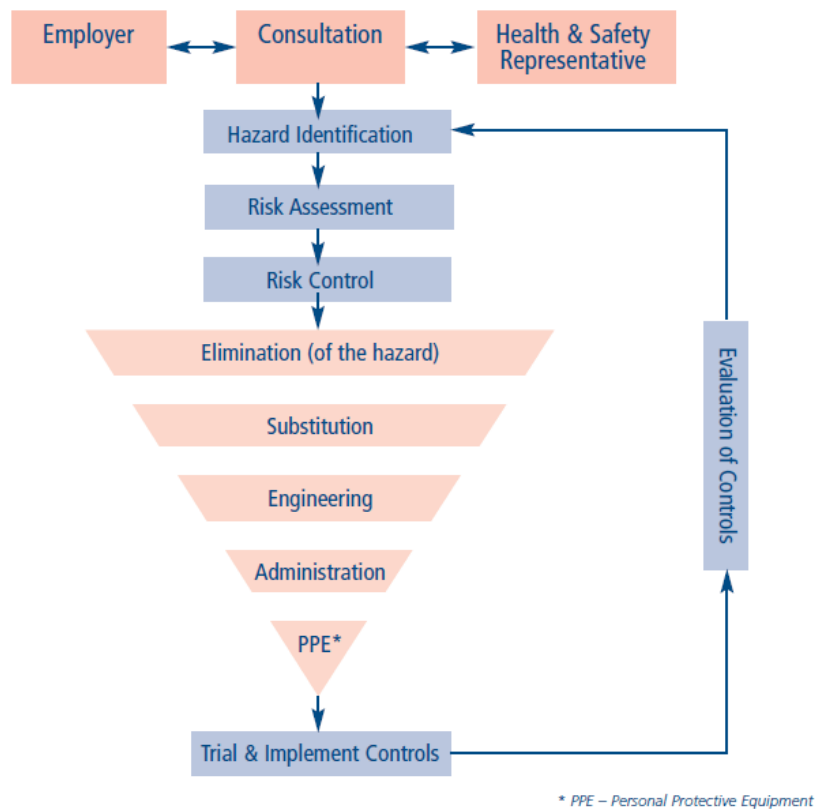 Employer
Consultation
Health & Safety
Representative
Hazard Identification
Risk Assessment
Risk Control
Elimination (of the hazard)
Substitution
Engineering
Administration
PPE*
Trial & Implement Controls
Evaluation of Controls
* PPE – Personal Protective Equipment